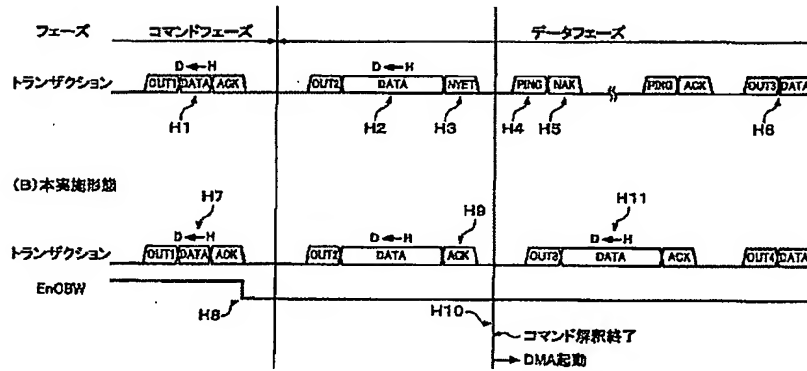 フェーズ コマンドフェーズ データフェーズ
D←H D←H
トランザクション OUT1 DATA ACK OUT2 DATA NYET PING NAK PING ACK OUT3 DATA
H1 H2 H3 H4 H5 H6
(B)本実施形態
H7 H9 H11
D←H D←H D←H
トランザクション OUT1 DATA ACK OUT2 DATA ACK OUT3 DATA ACK OUT4 DATA
EnOBW
H8 H10
コマンド解釈終了
DMA起動